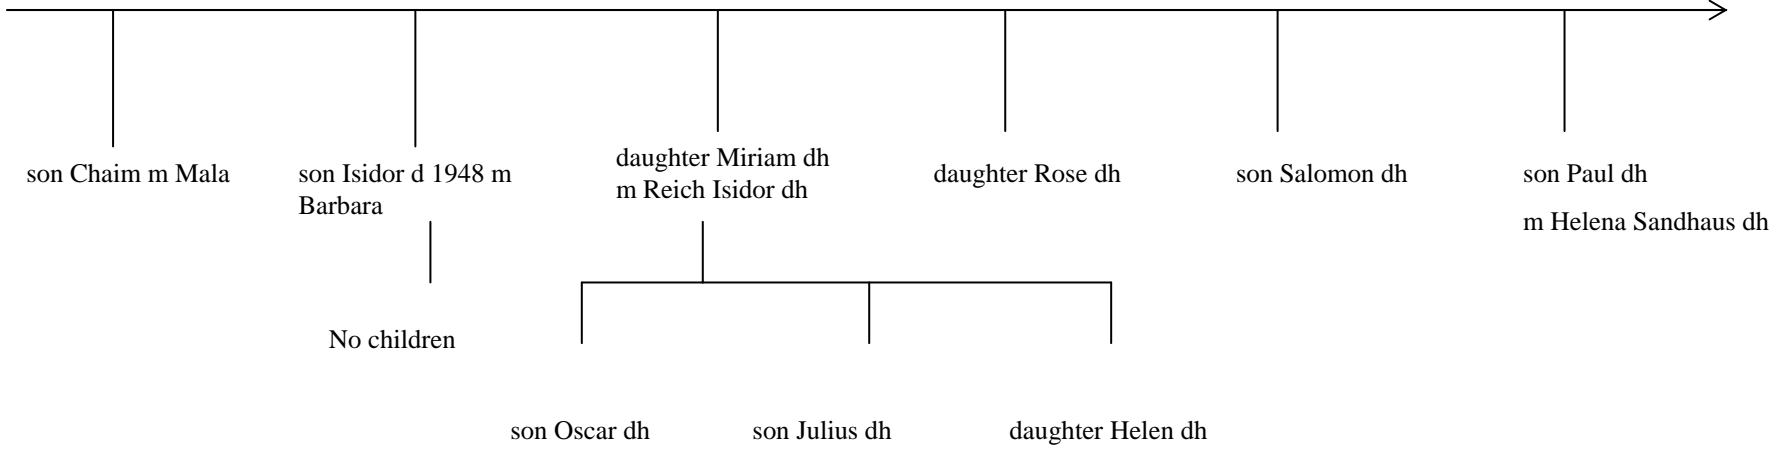 son Chaim m Mala
son Isidor d 1948 m
Barbara
daughter Miriam dh
m Reich Isidor dh
daughter Rose dh
son Salomon dh
son Paul dh
m Helena Sandhaus dh
No children
son Oscar dh
son Julius dh
daughter Helen dh